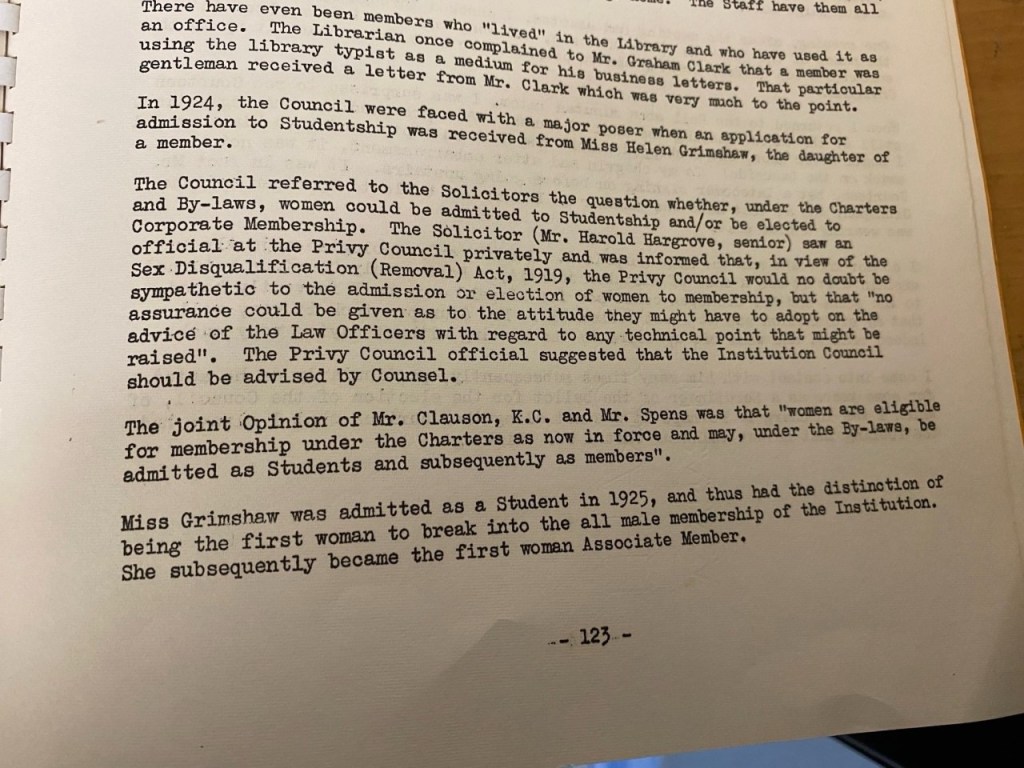 The Staff have them all
There have even been members who "lived" in the Library and who have used it as
an office. The Librarian once complained to Mr. Graham Clark that a member was
using the library typist as a medium for his business letters. That particular
gentleman received a letter from Mr. Clark which was very much to the point.
In 1924, the Council were faced with a major poser when an application for
admission to Studentship was received from Miss Helen Grimshaw, the daughter of
a member.
The Council referred to the Solicitors the question whether, under the Charters
and By-laws, women could be admitted to Studentship and/or be elected to
Corporate Membership. The Solicitor (Mr. Harold Hargrove, senior) saw an
official at the Privy Council privately and was informed that, in view of the
Sex Disqualification (Removal) Act, 1919, the Privy Council would no doubt be
sympathetic to the admission or election of women to membership, but that "no
assurance could be given as to the attitude they might have to adopt on the
advice of the Law Officers with regard to any technical point that might be
raised". The Privy Council official suggested that the Institution Council
should be advised by Counsel.
The joint Opinion of Mr. Clauson, K.C. and Mr. Spens was that "women are eligible
for membership under the Charters as now in force and may, under the By-laws, be
admitted as Students and subsequently as members".
Miss Grimshaw was admitted as a Student in 1925, and thus had the distinction of
being the first woman to break into the all male membership of the Institution.
She subsequently became the first woman Associate Member.
- 123 -